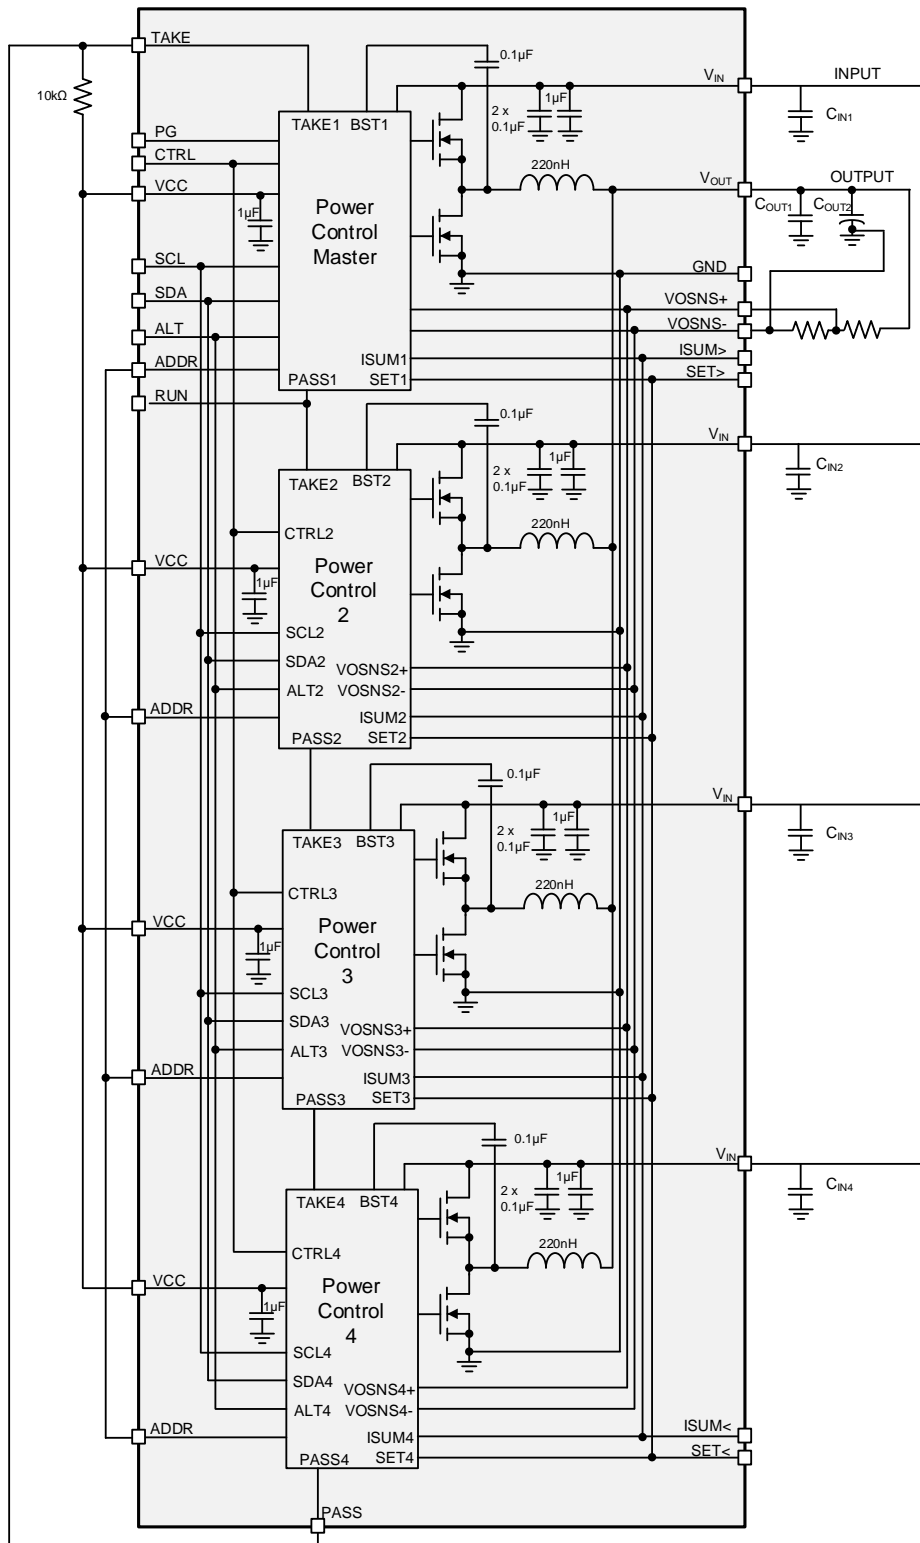 TAKE
0.1µF
VIN
INPUT
10kΩ
2 x
0.1µF
1µF
CIN1
TAKE1
BST1
PG
CTRL
220nH
VOUT
OUTPUT
VCC
1µF
Power
Control
Master
COUT1
COUT2
SCL
GND
SDA
VOSNS+
ALT
VOSNS-
ADDR
ISUM1
ISUM>
PASS1
SET1
SET>
RUN
0.1µF
VIN
TAKE2
BST2
2 x
0.1µF
1µF
CIN2
CTRL2
220nH
VCC
1µF
Power
Control
2
SCL2
SDA2
VOSNS2+
ALT2
VOSNS2-
ADDR
ISUM2
PASS2
SET2
0.1µF
VIN
TAKE3
BST3
2 x
0.1µF
1µF
CIN3
CTRL3
220nH
VCC
1µF
Power
Control
3
SCL3
SDA3
VOSNS3+
ALT3
VOSNS3-
ADDR
ISUM3
PASS3
SET3
0.1µF
VIN
TAKE4
BST4
2 x
0.1µF
1µF
CIN4
CTRL4
220nH
VCC
1µF
Power
Control
4
SCL4
SDA4
VOSNS4+
ALT4
VOSNS4-
ADDR
ISUM4
ISUM<
PASS4
SET4
SET<
PASS